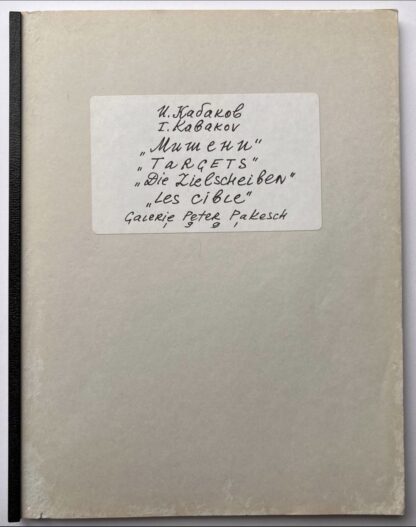 И. Кабаков
I. Kabakov
„Мишени"
„TaRGETS"
„Die Zielscheiben"
„Les Cible"
Galerie Peter Pakesch
1991